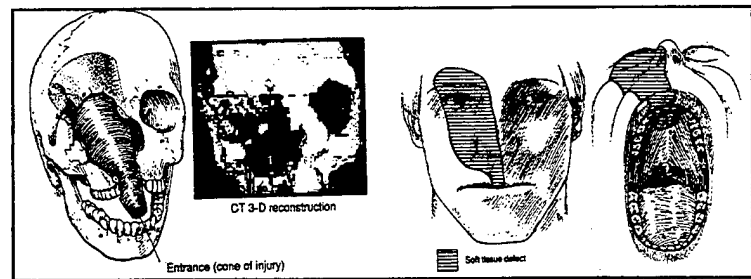 CT 3-D reconstruction
Entrance (cone of injury)
Soft tissue defect